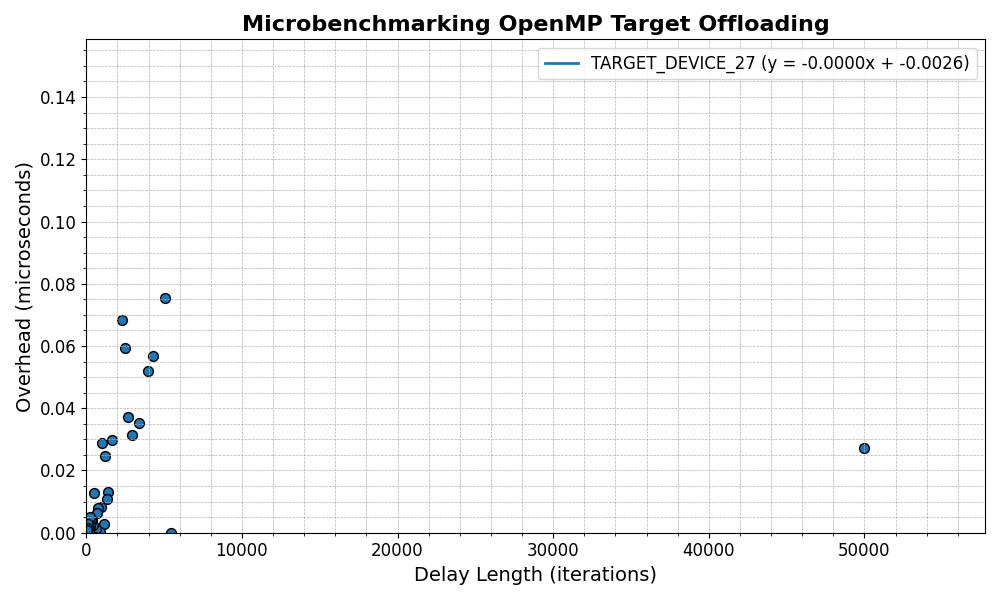 Microbenchmarking OpenMP Target Offloading
TARGET_DEVICE_27 (y = -0.0000x + -0.0026)
Overhead (microseconds)
0.14
0.12
0.10
0.08
0.06
0.04
0.02
0.00
0 10000 20000 30000 40000 50000
Delay Length (iterations)